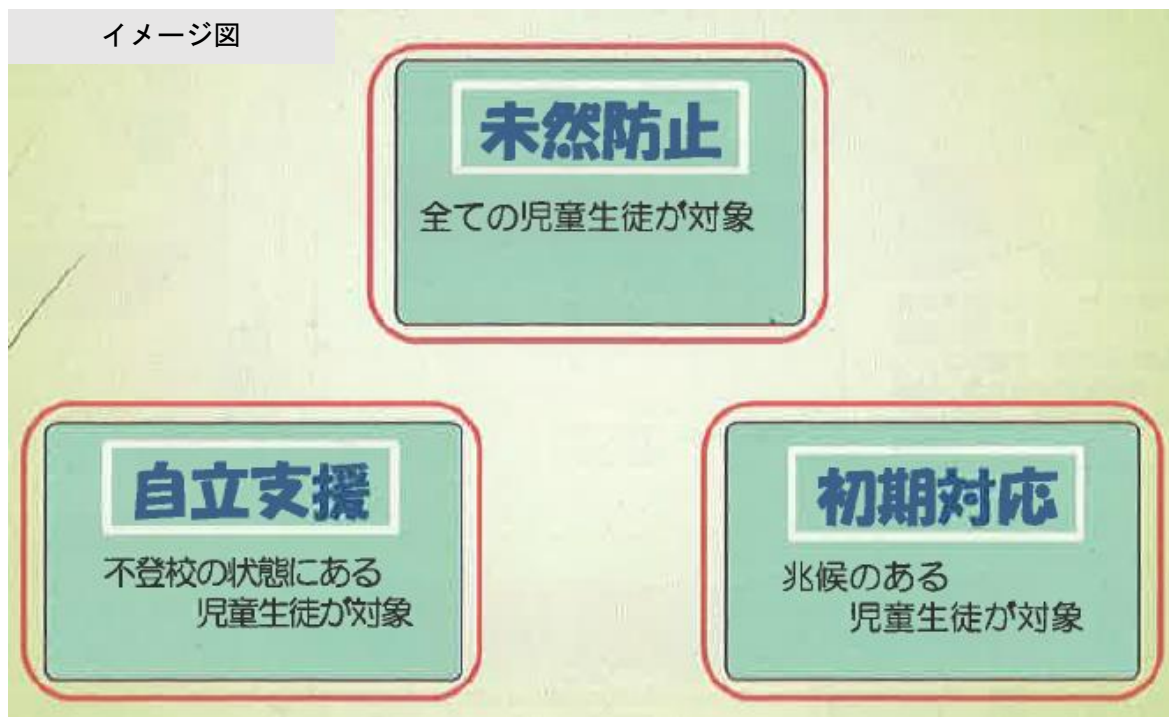 イメージ図
未然防止
全ての児童生徒が対象
自立支援
不登校の状態にある
児童生徒が対象
初期対応
兆候のある
児童生徒が対象